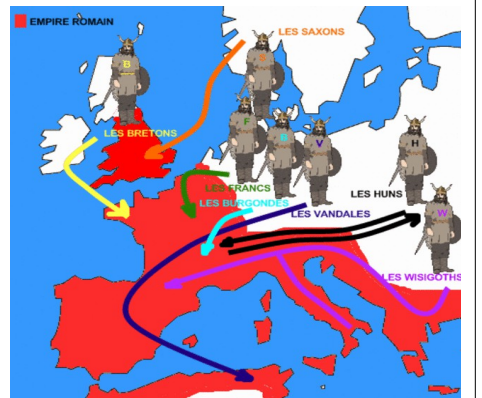 EMPIRE ROMAIN
LES SAXONS
B
S
LES BRETONS
F
B
V
H
LES FRANCS
LES HUNS
LES BURGONDES
W
LES VANDALES
LES WISIGOTHS